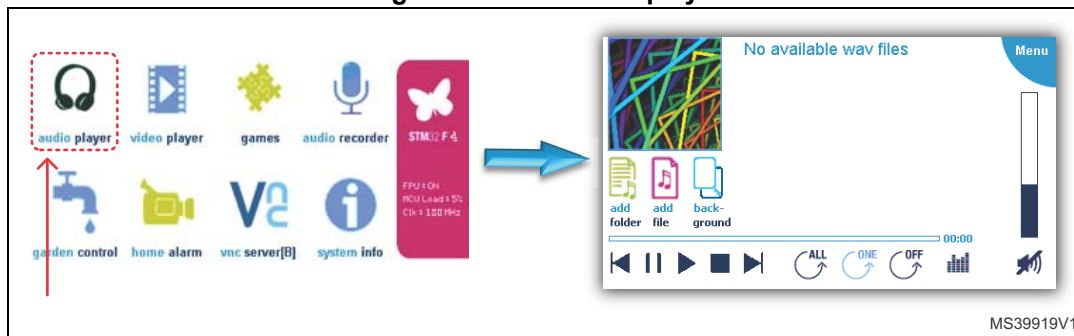 No available wav files
Menu
audio player
video player
games
audio recorder
STM32 F4
FPU : ON
MCU Load : 5%
Clk : 180 MHz
add folder
add file
back-
ground
garden control
home alarm
vnc server[B]
system info
00:00
ALL
ONE
OFF
MS39919V1